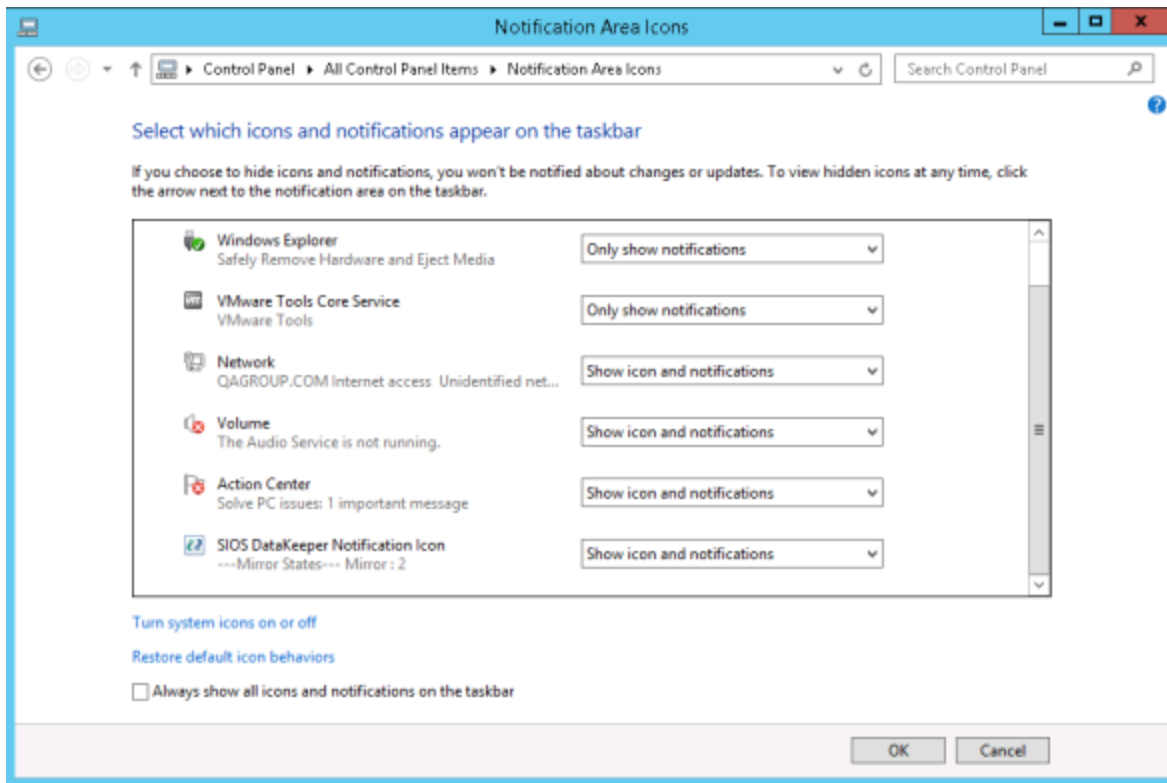 Notification Area Icons
Control Panel ▸ All Control Panel Items ▸ Notification Area Icons
Search Control Panel
Select which icons and notifications appear on the taskbar
If you choose to hide icons and notifications, you won't be notified about changes or updates. To view hidden icons at any time, click
the arrow next to the notification area on the taskbar.
Windows Explorer
Safely Remove Hardware and Eject Media
Only show notifications
VMware Tools Core Service
VMware Tools
Only show notifications
Network
QAGROUP.COM Internet access Unidentified net...
Show icon and notifications
Volume
The Audio Service is not running.
Show icon and notifications
Action Center
Solve PC issues: 1 important message
Show icon and notifications
SIOS DataKeeper Notification Icon
---Mirror States--- Mirror : 2
Show icon and notifications
Turn system icons on or off
Restore default icon behaviors
Always show all icons and notifications on the taskbar
OK
Cancel